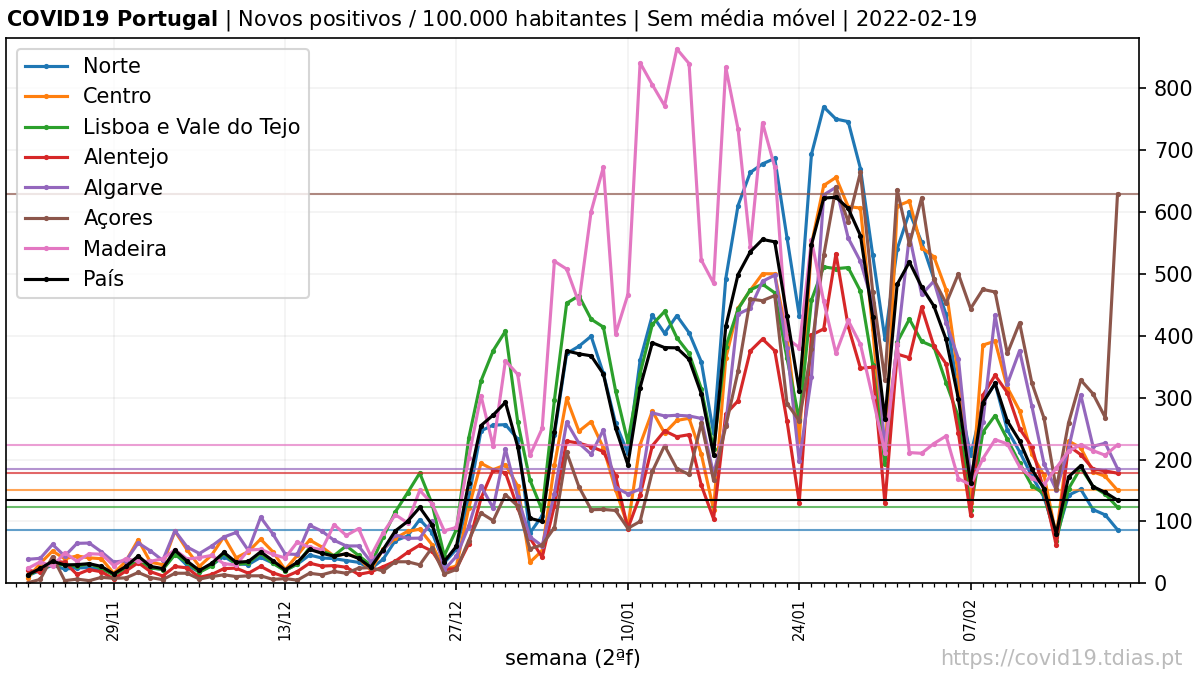 COVID19 Portugal | Novos positivos / 100.000 habitantes | Sem média móvel | 2022-02-19
Norte
Centro
Lisboa e Vale do Tejo
Alentejo
Algarve
Açores
Madeira
País
800
700
600
500
400
300
200
100
0
29/11
13/12
27/12
10/01
24/01
07/02
semana (2ªf)
https://covid19.tdias.pt